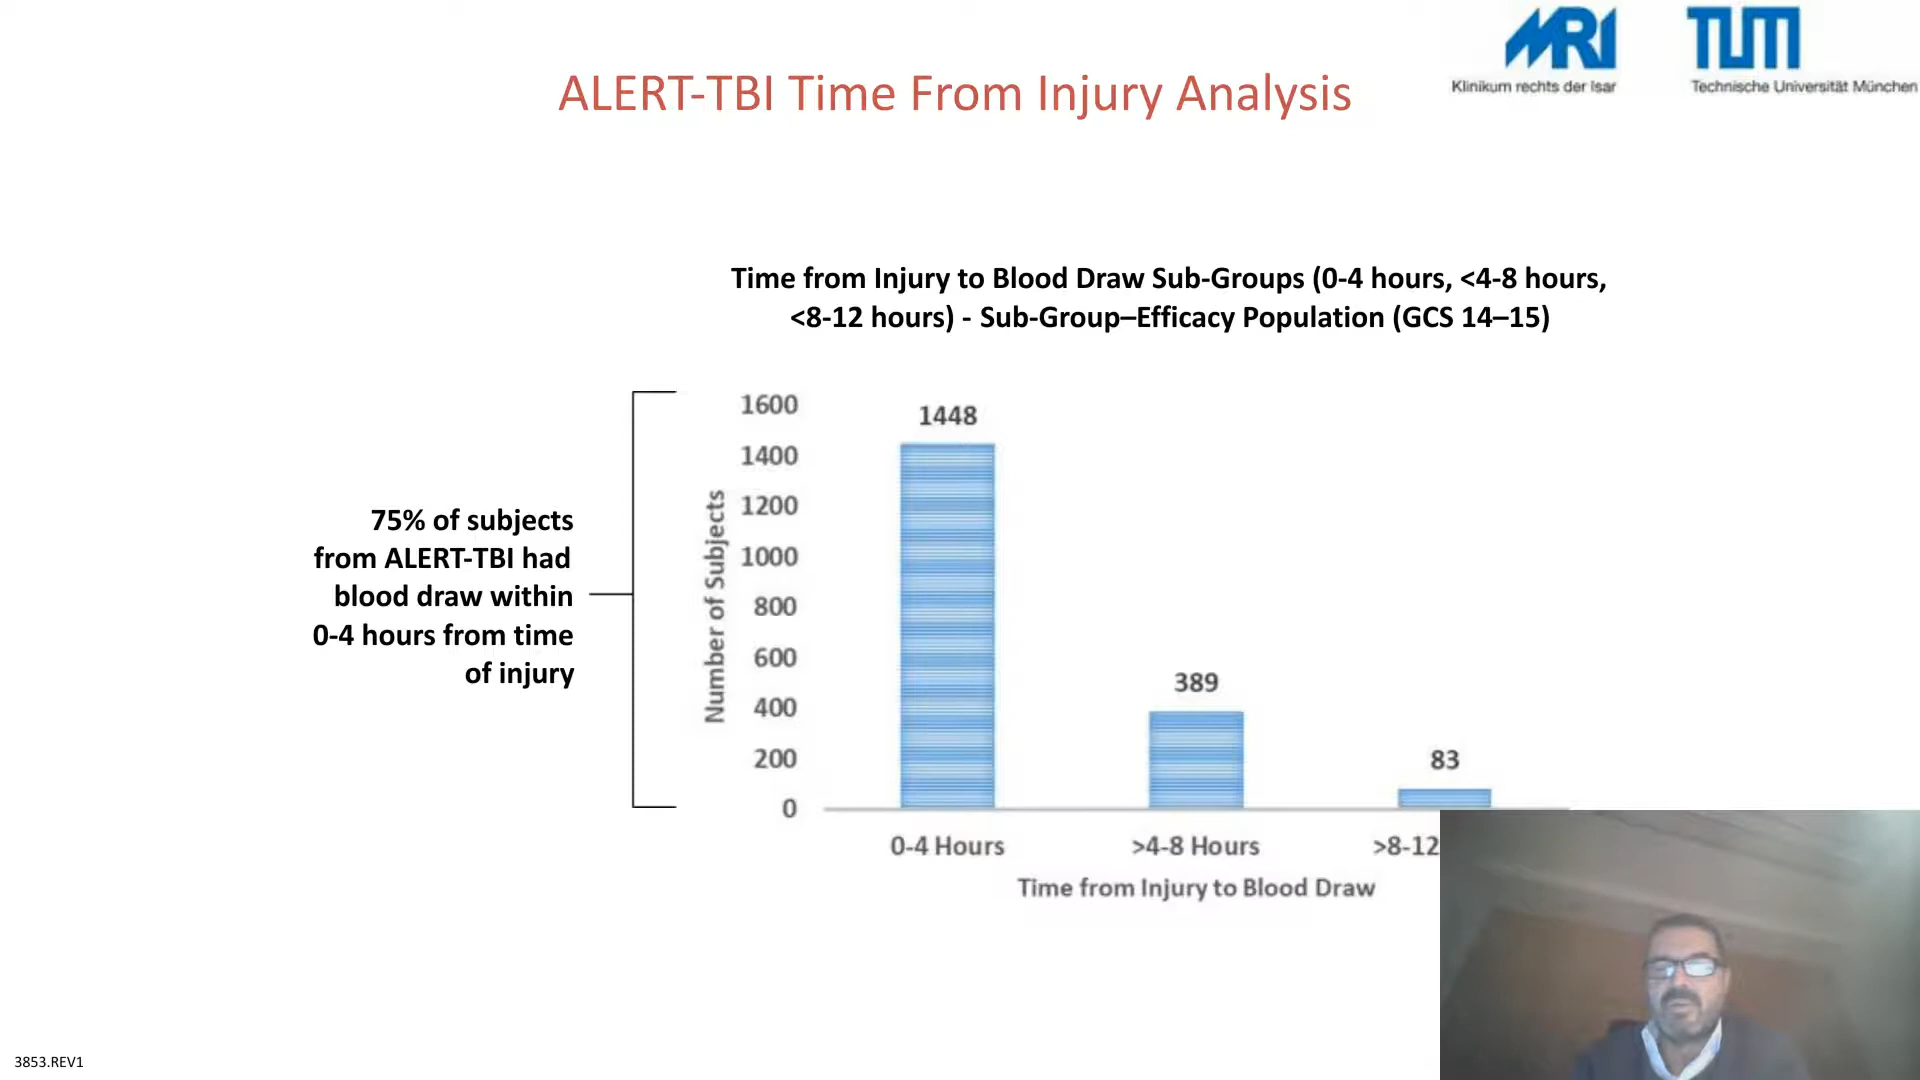 MRI
TUM
Klinikum rechts der Isar
Technische Universität München
ALERT-TBI Time From Injury Analysis
Time from Injury to Blood Draw Sub-Groups (0-4 hours, <4-8 hours,
<8-12 hours) - Sub-Group–Efficacy Population (GCS 14–15)
75% of subjects
from ALERT-TBI had
blood draw within
0-4 hours from time
of injury
Number of Subjects
1600
1400
1200
1000
800
600
400
200
0
1448
389
83
0-4 Hours
>4-8 Hours
>8-12
Time from Injury to Blood Draw
3853.REV1